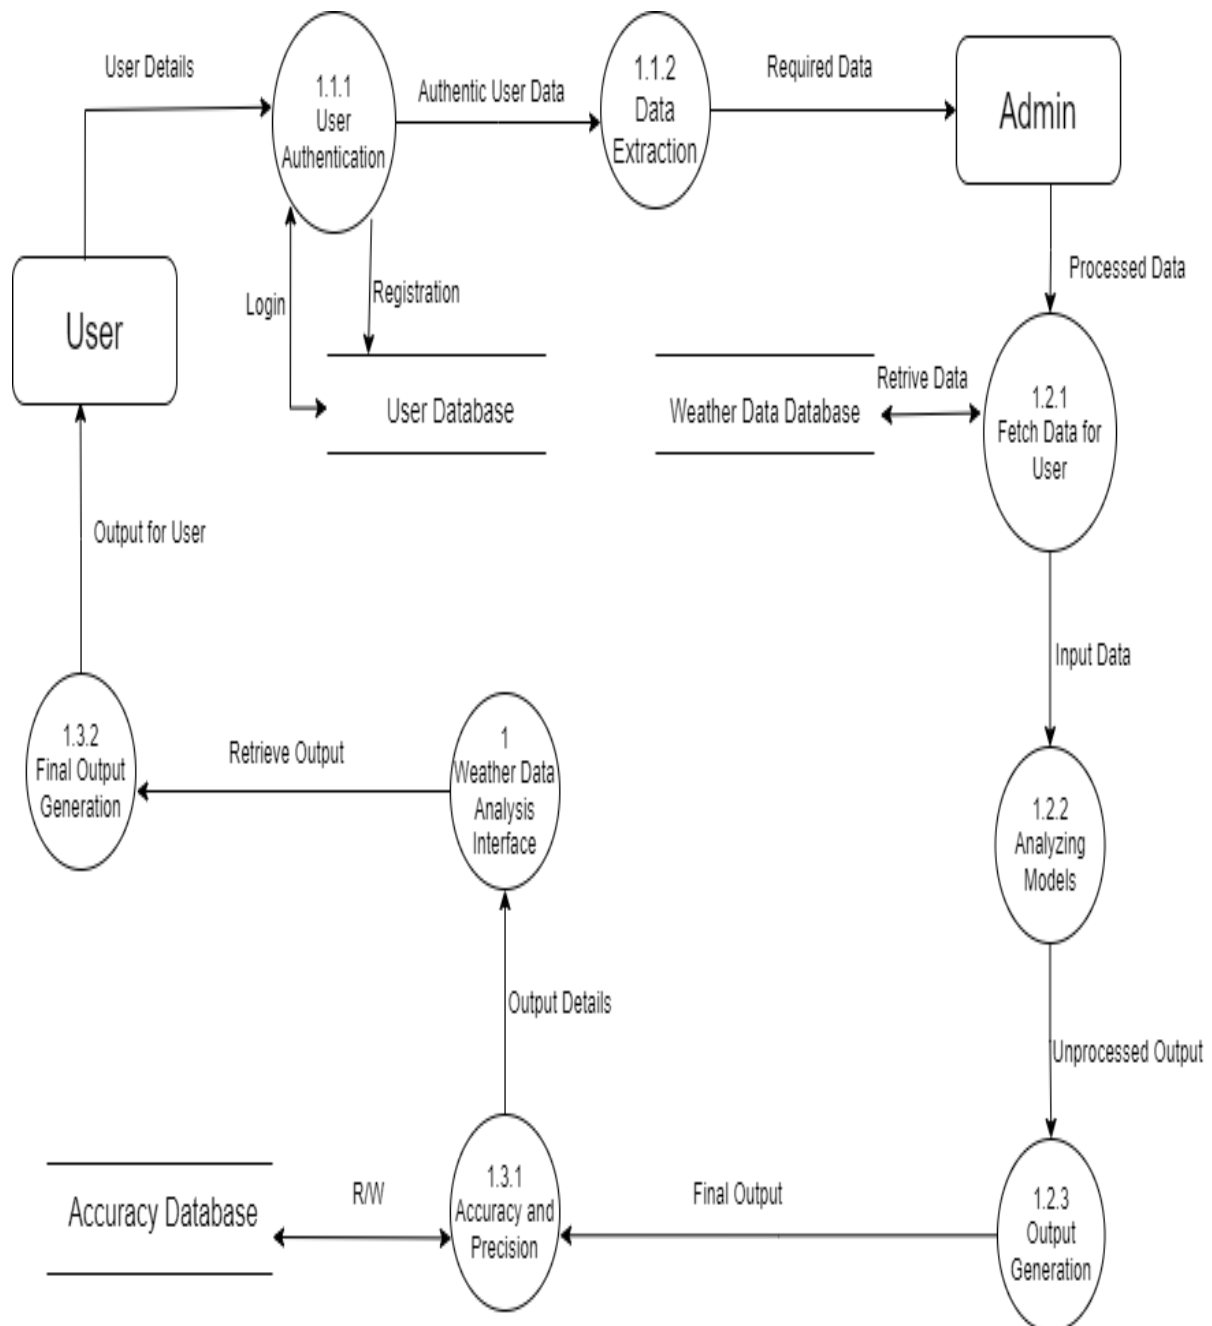 User Details
1.1.1
User
Authentication
Authentic User Data
1.1.2
Data
Extraction
Required Data
Admin
Processed Data
Login
Registration
User
User Database
Weather Data Database
Retrive Data
1.2.1
Fetch Data for
User
Output for User
Input Data
1.3.2
Final Output
Generation
Retrieve Output
1
Weather Data
Analysis
Interface
1.2.2
Analyzing
Models
Output Details
Unprocessed Output
Accuracy Database
R/W
1.3.1
Accuracy and
Precision
Final Output
1.2.3
Output
Generation